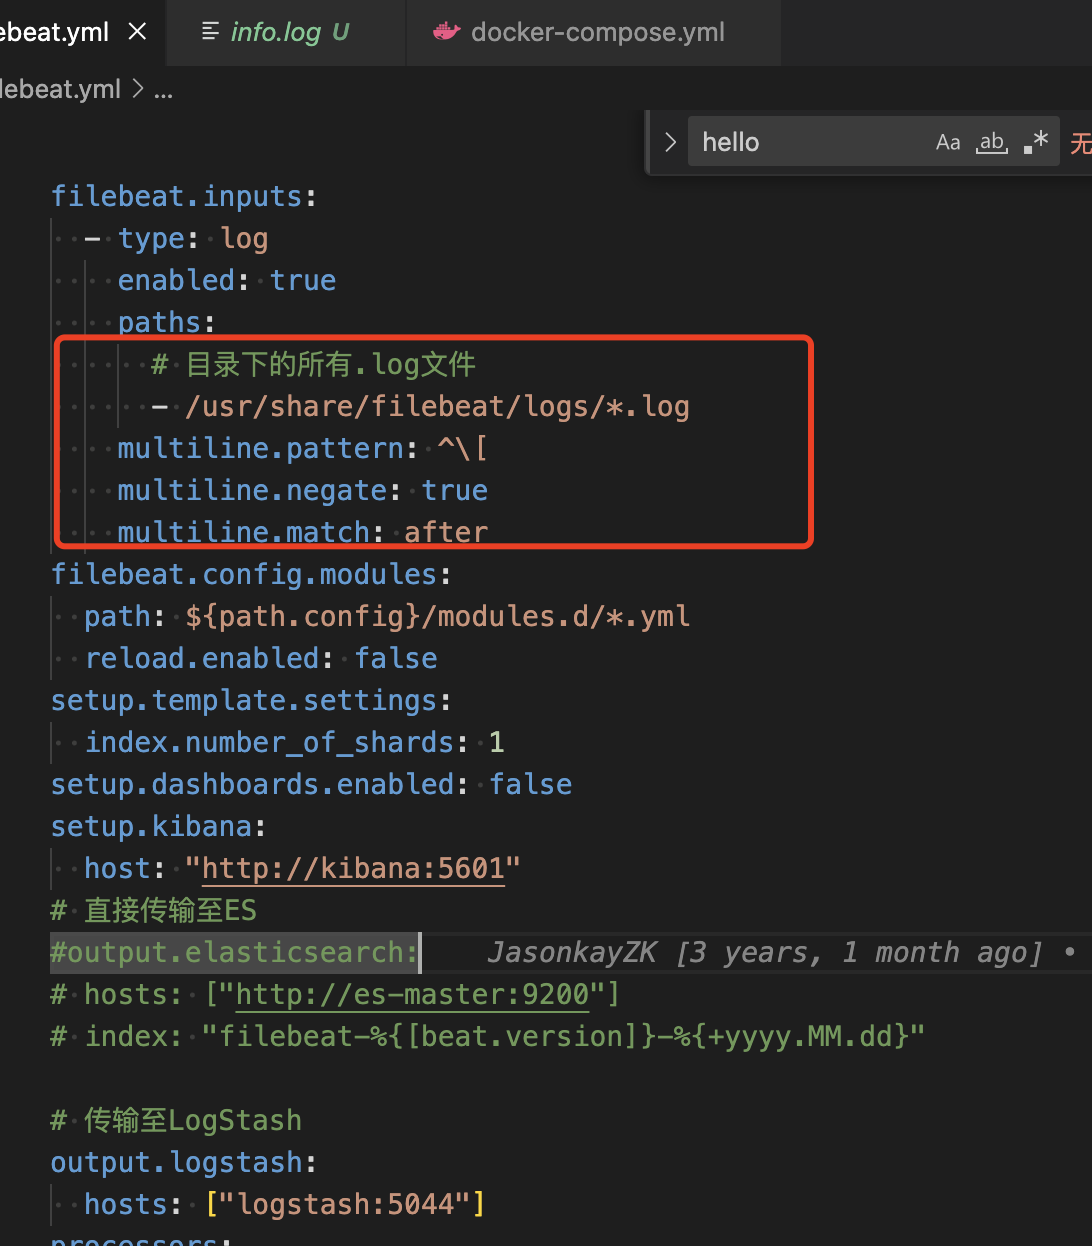 ebeat.yml
info.log U
docker-compose.yml
lebeat.yml > ...
hello Aa ab .* 无
filebeat.inputs:
- type: log
enabled: true
paths:
# 目录下的所有.log文件
- /usr/share/filebeat/logs/*.log
multiline.pattern: ^\[
multiline.negate: true
multiline.match: after
filebeat.config.modules:
path: ${path.config}/modules.d/*.yml
reload.enabled: false
setup.template.settings:
index.number_of_shards: 1
setup.dashboards.enabled: false
setup.kibana:
host: "http://kibana:5601"
# 直接传输至ES
#output.elasticsearch: JasonkayZK [3 years, 1 month ago] •
# hosts: ["http://es-master:9200"]
# index: "filebeat-%{[beat.version]}-%{+yyyy.MM.dd}"
# 传输至LogStash
output.logstash:
hosts: ["logstash:5044"]
processors: